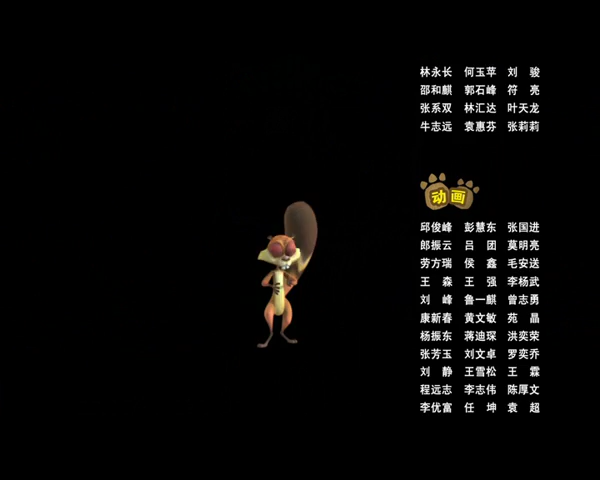 林永长 何玉苹 刘 骏
邵和麒 郭石峰 符 亮
张系双 林汇达 叶天龙
牛志远 袁惠芬 张莉莉
动画
邱俊峰 彭慧东 张国进
郎振云 吕 团 莫明亮
劳方瑞 侯 鑫 毛安送
王 森 王 强 李杨武
刘 峰 鲁一麒 曾志勇
康新春 黄文敏 苑 晶
杨振东 蒋迪琛 洪奕荣
张芳玉 刘文卓 罗奕乔
刘 静 王雪松 王 霖
程远志 李志伟 陈厚文
李优富 任 坤 袁 超